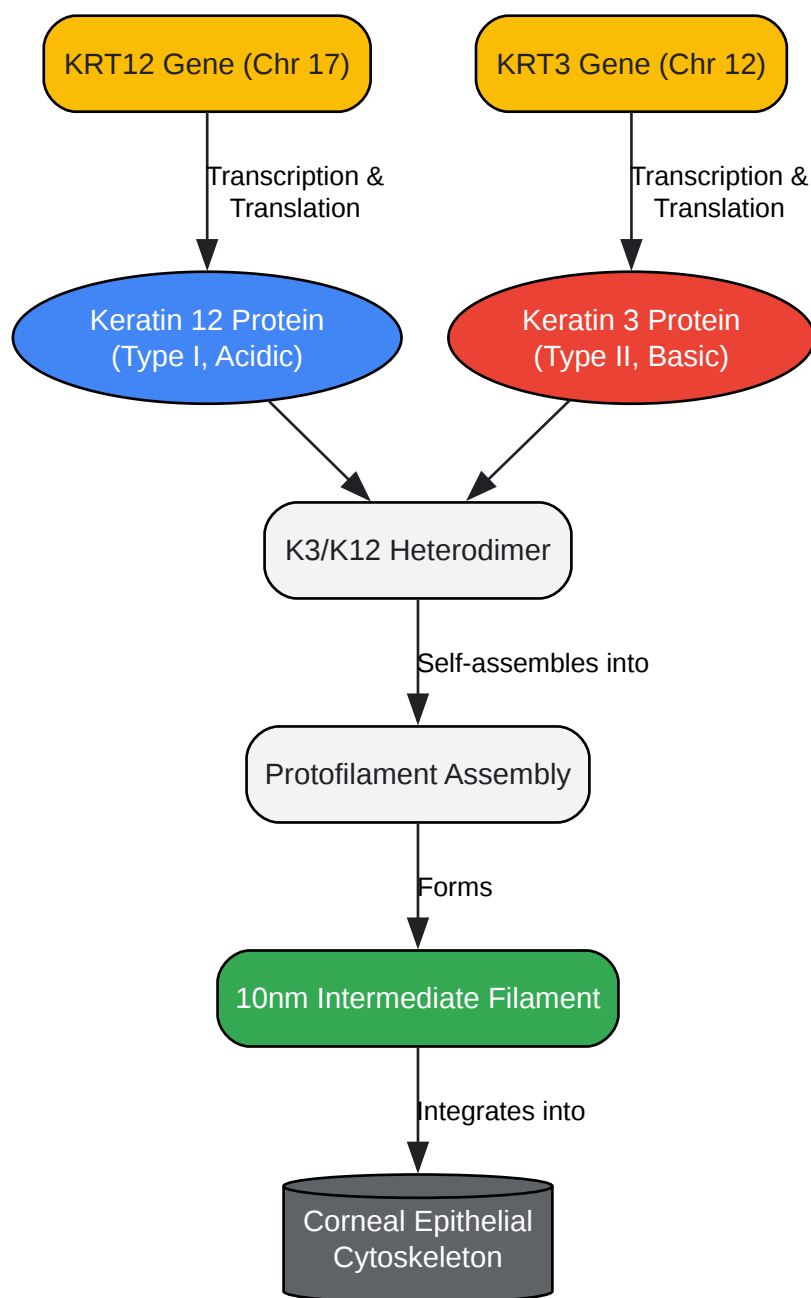 KRT12 Gene (Chr 17)
KRT3 Gene (Chr 12)
Transcription &
Translation
Transcription &
Translation
Keratin 12 Protein
(Type I, Acidic)
Keratin 3 Protein
(Type II, Basic)
K3/K12 Heterodimer
Self-assembles into
Protofilament Assembly
Forms
10nm Intermediate Filament
Integrates into
Corneal Epithelial
Cytoskeleton